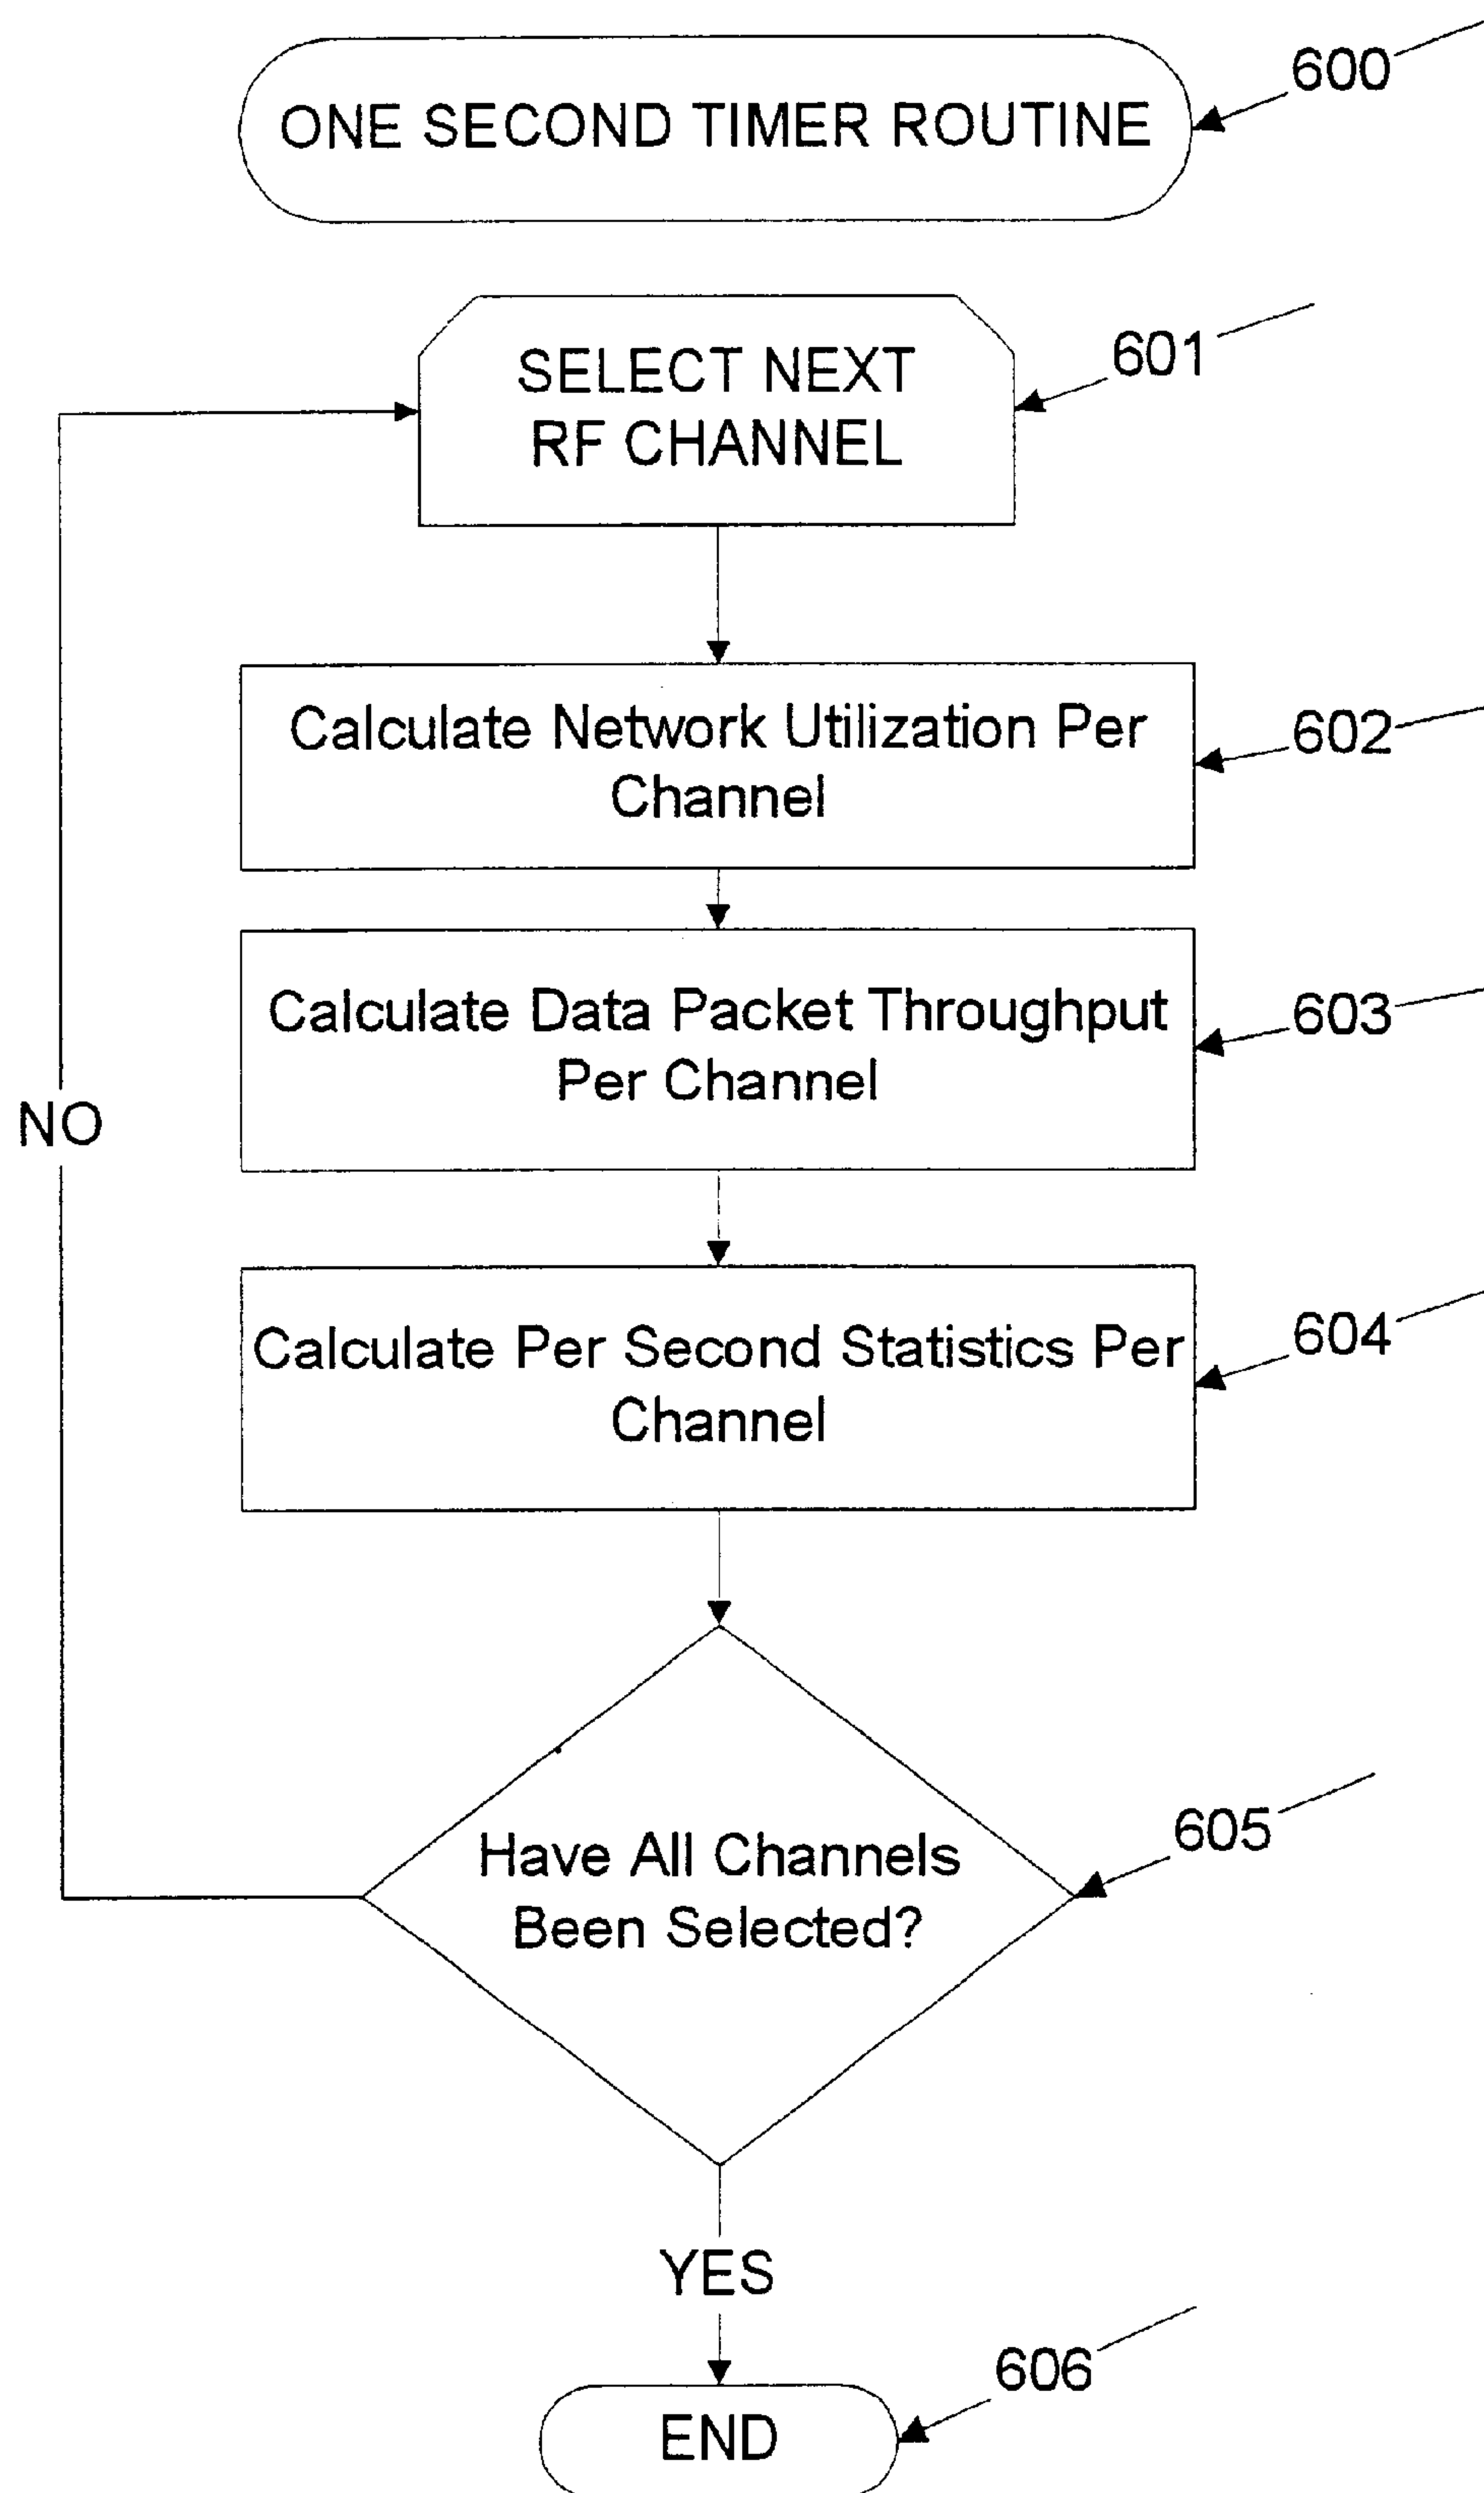 ONE SECOND TIMER ROUTINE
600
SELECT NEXT
RF CHANNEL
601
Calculate Network Utilization Per
Channel
602
Calculate Data Packet Throughput
Per Channel
603
NO
Calculate Per Second Statistics Per
Channel
604
Have All Channels
Been Selected?
605
YES
END
606